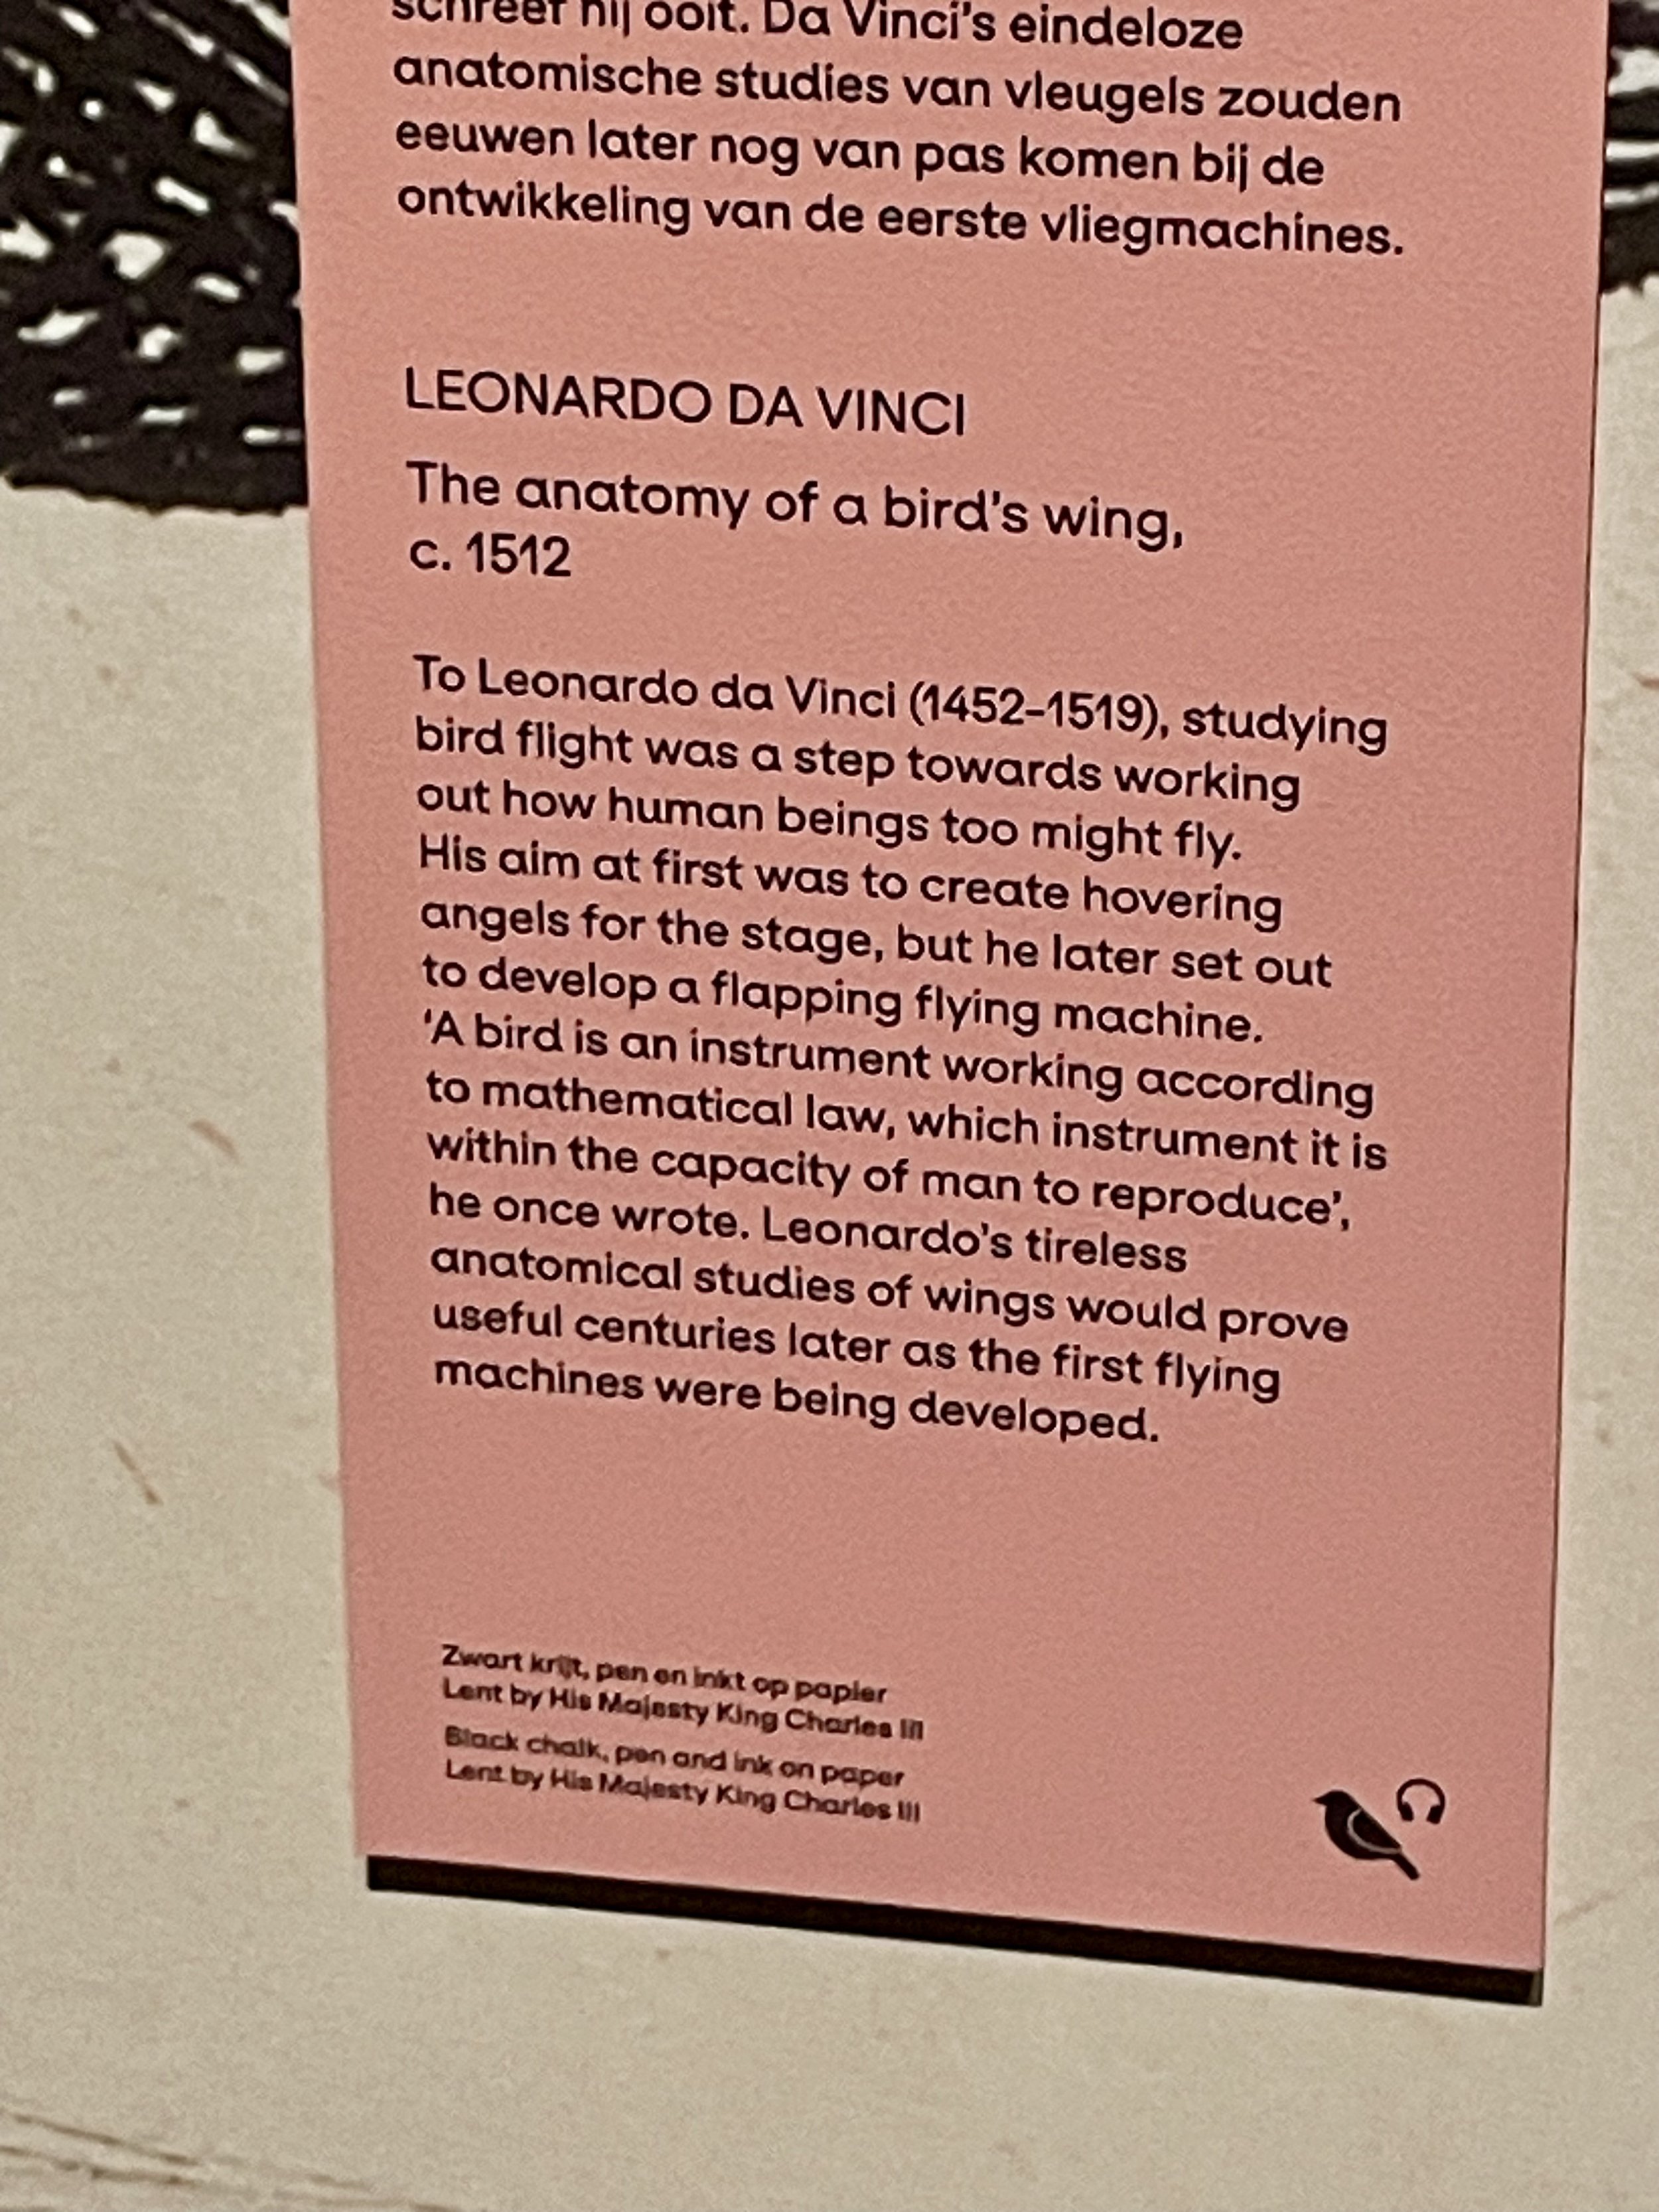 schreef hij ooit. Da Vinci's eindeloze
anatomische studies van vleugels zouden
eeuwen later nog van pas komen bij de
ontwikkeling van de eerste vliegmachines.
LEONARDO DA VINCI
The anatomy of a bird's wing,
c. 1512
To Leonardo da Vinci (1452–1519), studying
bird flight was a step towards working
out how human beings too might fly.
His aim at first was to create hovering
angels for the stage, but he later set out
to develop a flapping flying machine.
‘A bird is an instrument working according
to mathematical law, which instrument it is
within the capacity of man to reproduce’,
he once wrote. Leonardo's tireless
anatomical studies of wings would prove
useful centuries later as the first flying
machines were being developed.
Zwart krijt, pen en inkt op papier
Lent by His Majesty King Charles III
Black chalk, pen and ink on paper
Lent by His Majesty King Charles III